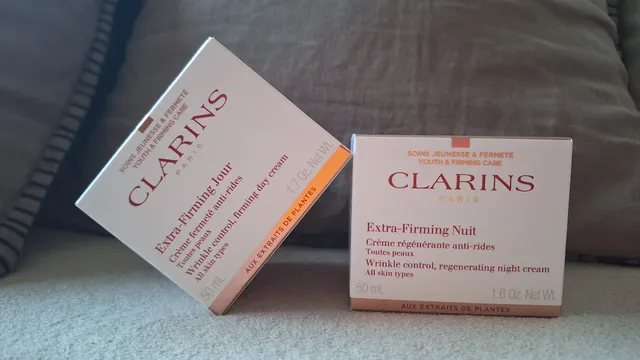 SOINS JEUNESSE & FERMETÉ
YOUTH & FIRMING CARE
CLARINS
PARIS
Extra-Firming Jour
Crème fermeté anti-rides
Toutes peaux
Wrinkle control, firming day cream
All skin types
50 mL
1.7 Oz. Net Wt.
AUX EXTRAITS DE PLANTES
SOINS JEUNESSE & FERMETÉ
YOUTH & FIRMING CARE
CLARINS
PARIS
Extra-Firming Nuit
Crème régénérante anti-rides
Toutes peaux
Wrinkle control, regenerating night cream
All skin types
50 mL
1.6 Oz. Net Wt.
AUX EXTRAITS DE PLANTES